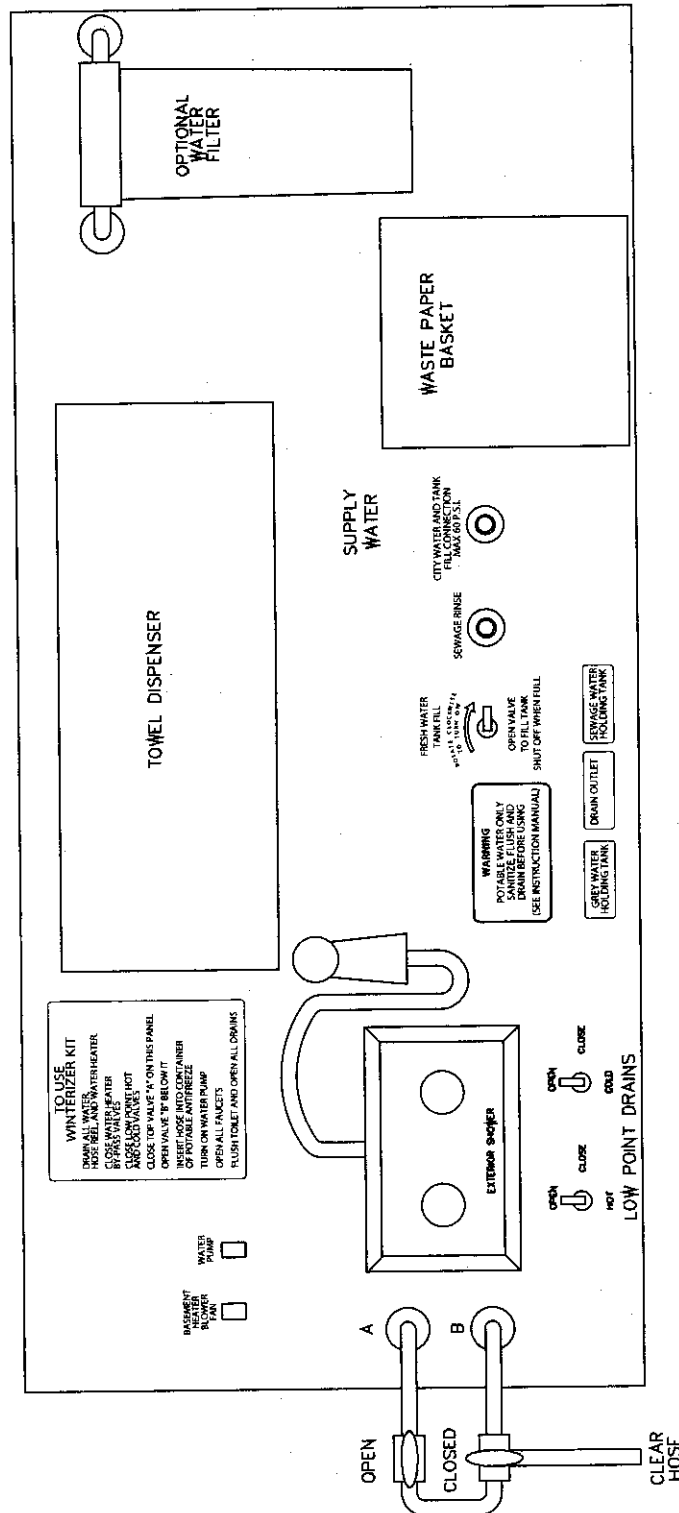 TO USE
WINTERIZER KIT
DRAIN ALL WATER,
HOSE REEL, AND WATER HEATER
CLOSE WATER HEATER
BY-PASS VALVES
CLOSE LOW POINT HOT
AND COLD VALVES
CLOSE TOP VALVE "A" ON THIS PANEL
OPEN VALVE "B" BELOW IT
INSERT HOSE INTO CONTAINER
OF POTABLE ANTIFREEZE
TURN ON WATER PUMP
OPEN ALL FAUCETS
FLUSH TOILET AND OPEN ALL DRAINS
TOWEL DISPENSER
OPTIONAL
WATER
FILTER
BASEMENT
HEATER
BLOWER
FAN
WATER
PUMP
OPEN
A
CLOSED
B
CLEAR
HOSE
EXTERIOR SHOWER
OPEN
CLOSE
HOT
OPEN
CLOSE
COLD
LOW POINT DRAINS
WARNING
POTABLE WATER ONLY
SANITIZE, FLUSH AND
DRAIN BEFORE USING
(SEE INSTRUCTION MANUAL)
FRESH WATER
TANK FILL
ROTATE CLOCKWISE
TO TURN ON
OPEN VALVE
TO FILL TANK
SHUT OFF WHEN FULL
SUPPLY
WATER
SEWAGE RINSE
CITY WATER AND TANK
FILL CONNECTION
MAX 60 P.S.I.
WASTE PAPER
BASKET
GREY WATER
HOLDING TANK
DRAIN OUTLET
SEWAGE WATER
HOLDING TANK